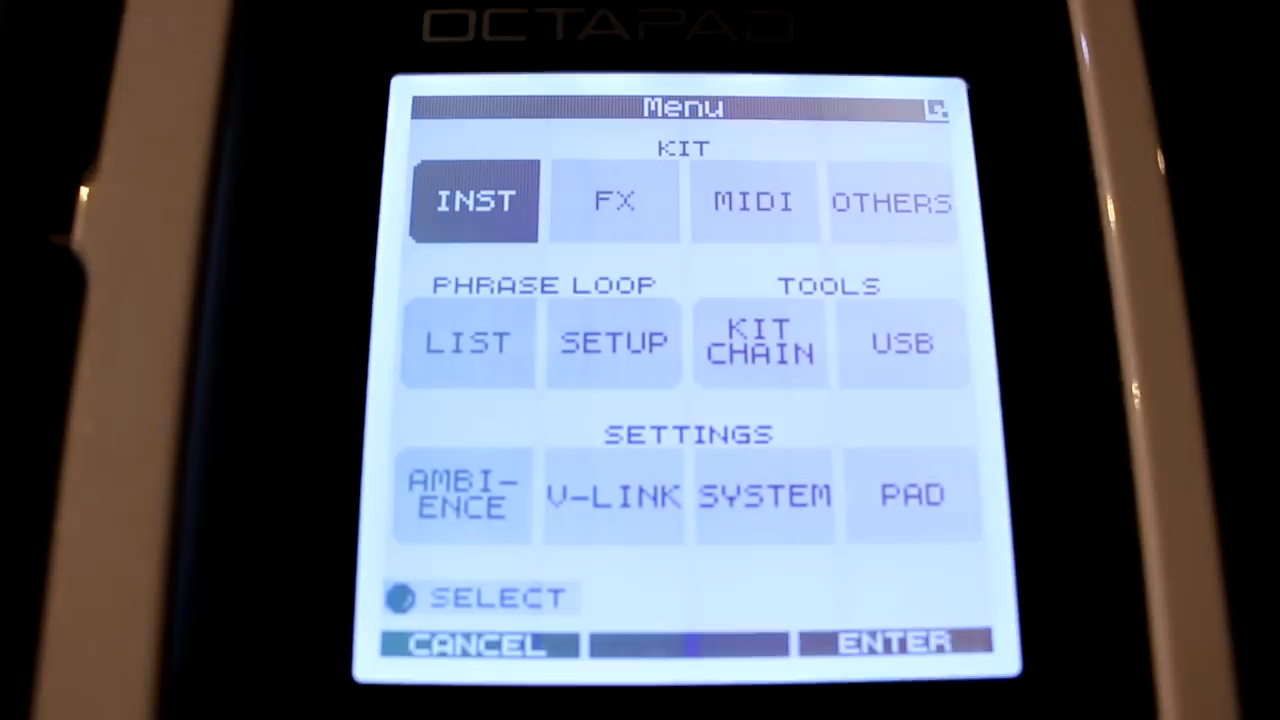 OCTAPAD
Menu
KIT
INST FX MIDI OTHERS
PHRASE LOOP TOOLS
LIST SETUP KIT CHAIN USB
SETTINGS
AMBI-ENCE V-LINK SYSTEM PAD
SELECT
CANCEL ENTER